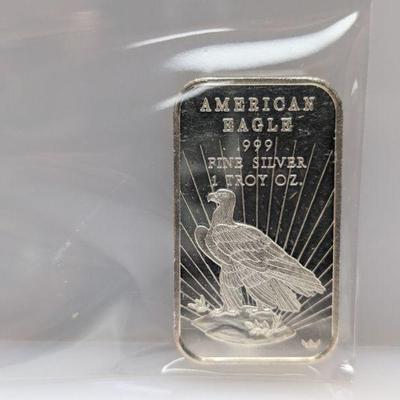 AMERICAN
EAGLE
.999
FINE SILVER
1 TROY OZ.